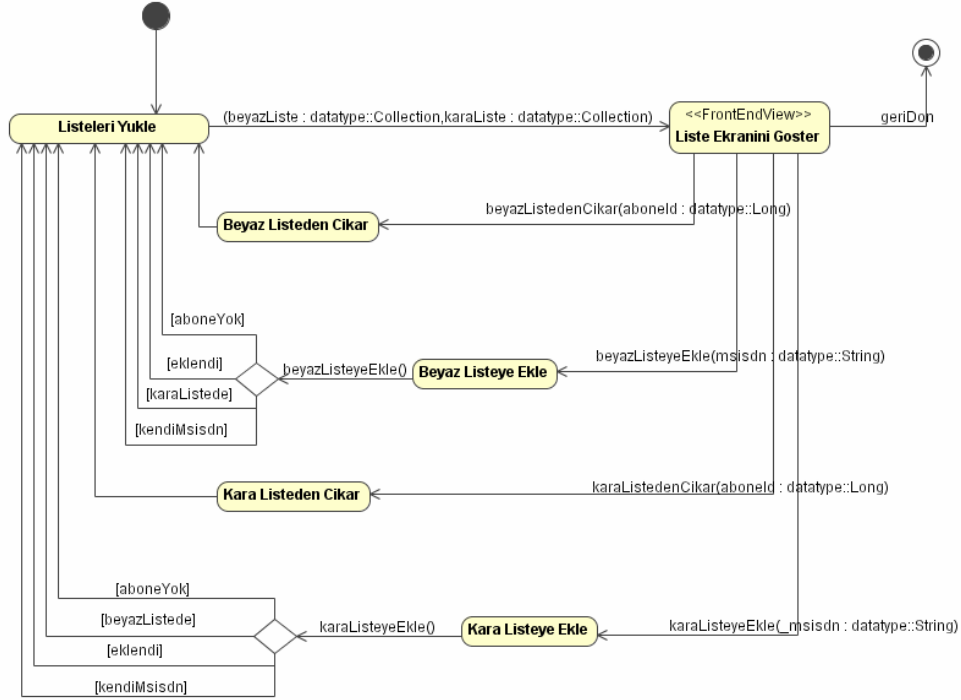 (beyazListe : datatype::Collection,karaListe : datatype::Collection)
<<FrontEndView>>
Liste Ekranini Goster
geriDon
Listeleri Yukle
beyazListedenCikar(aboneId : datatype::Long)
Beyaz Listeden Cikar
[aboneYok]
[eklendi]
beyazListeyeEkle()
Beyaz Listeye Ekle
beyazListeyeEkle(msisdn : datatype::String)
[karaListede]
[kendiMsisdn]
Kara Listeden Cikar
karaListedenCikar(aboneId : datatype::Long)
[aboneYok]
[beyazListede]
karaListeyeEkle()
Kara Listeye Ekle
karaListeyeEkle(_msisdn : datatype::String)
[eklendi]
[kendiMsisdn]